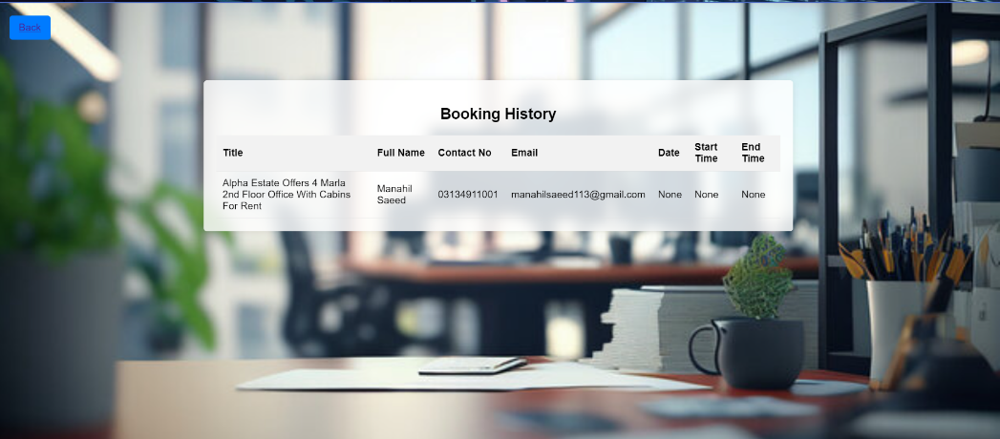 Back
Booking History
Title Full Name Contact No Email Date Start Time End Time
Alpha Estate Offers 4 Marla 2nd Floor Office With Cabins For Rent Manahil Saeed 03134911001 manahilsaeed113@gmail.com None None None